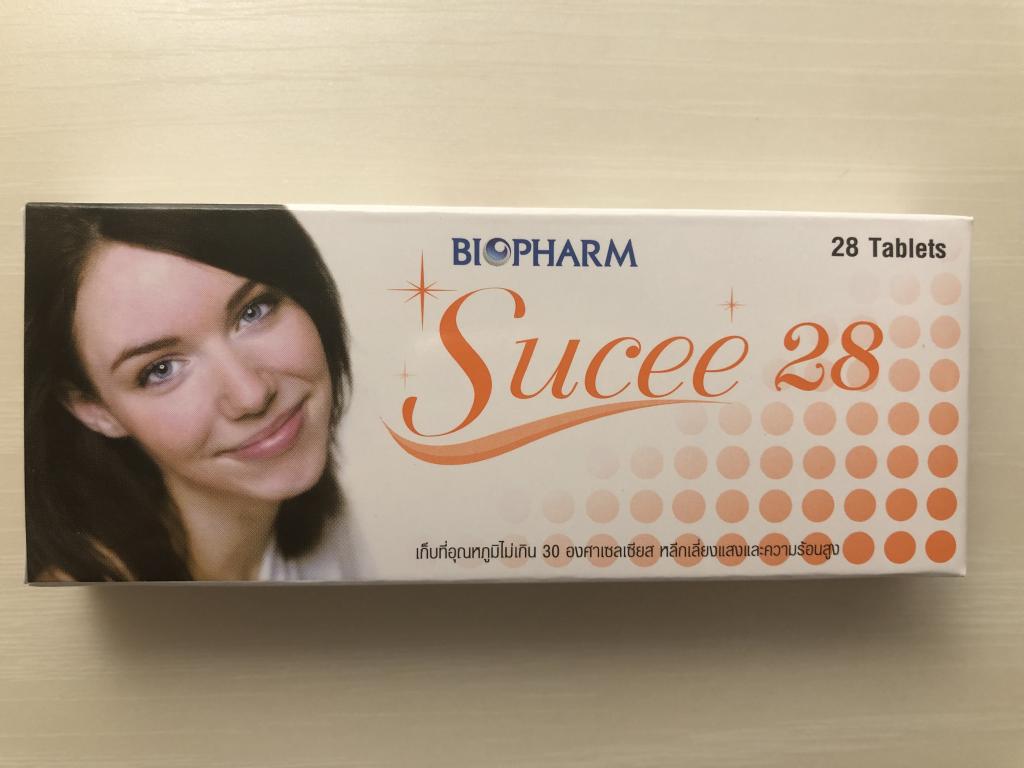 BIOPHARM
28 Tablets
Sucee 28
เก็บที่อุณหภูมิไม่เกิน 30 องศาเซลเซียส หลีกเลี่ยงแสงและความร้อนสูง